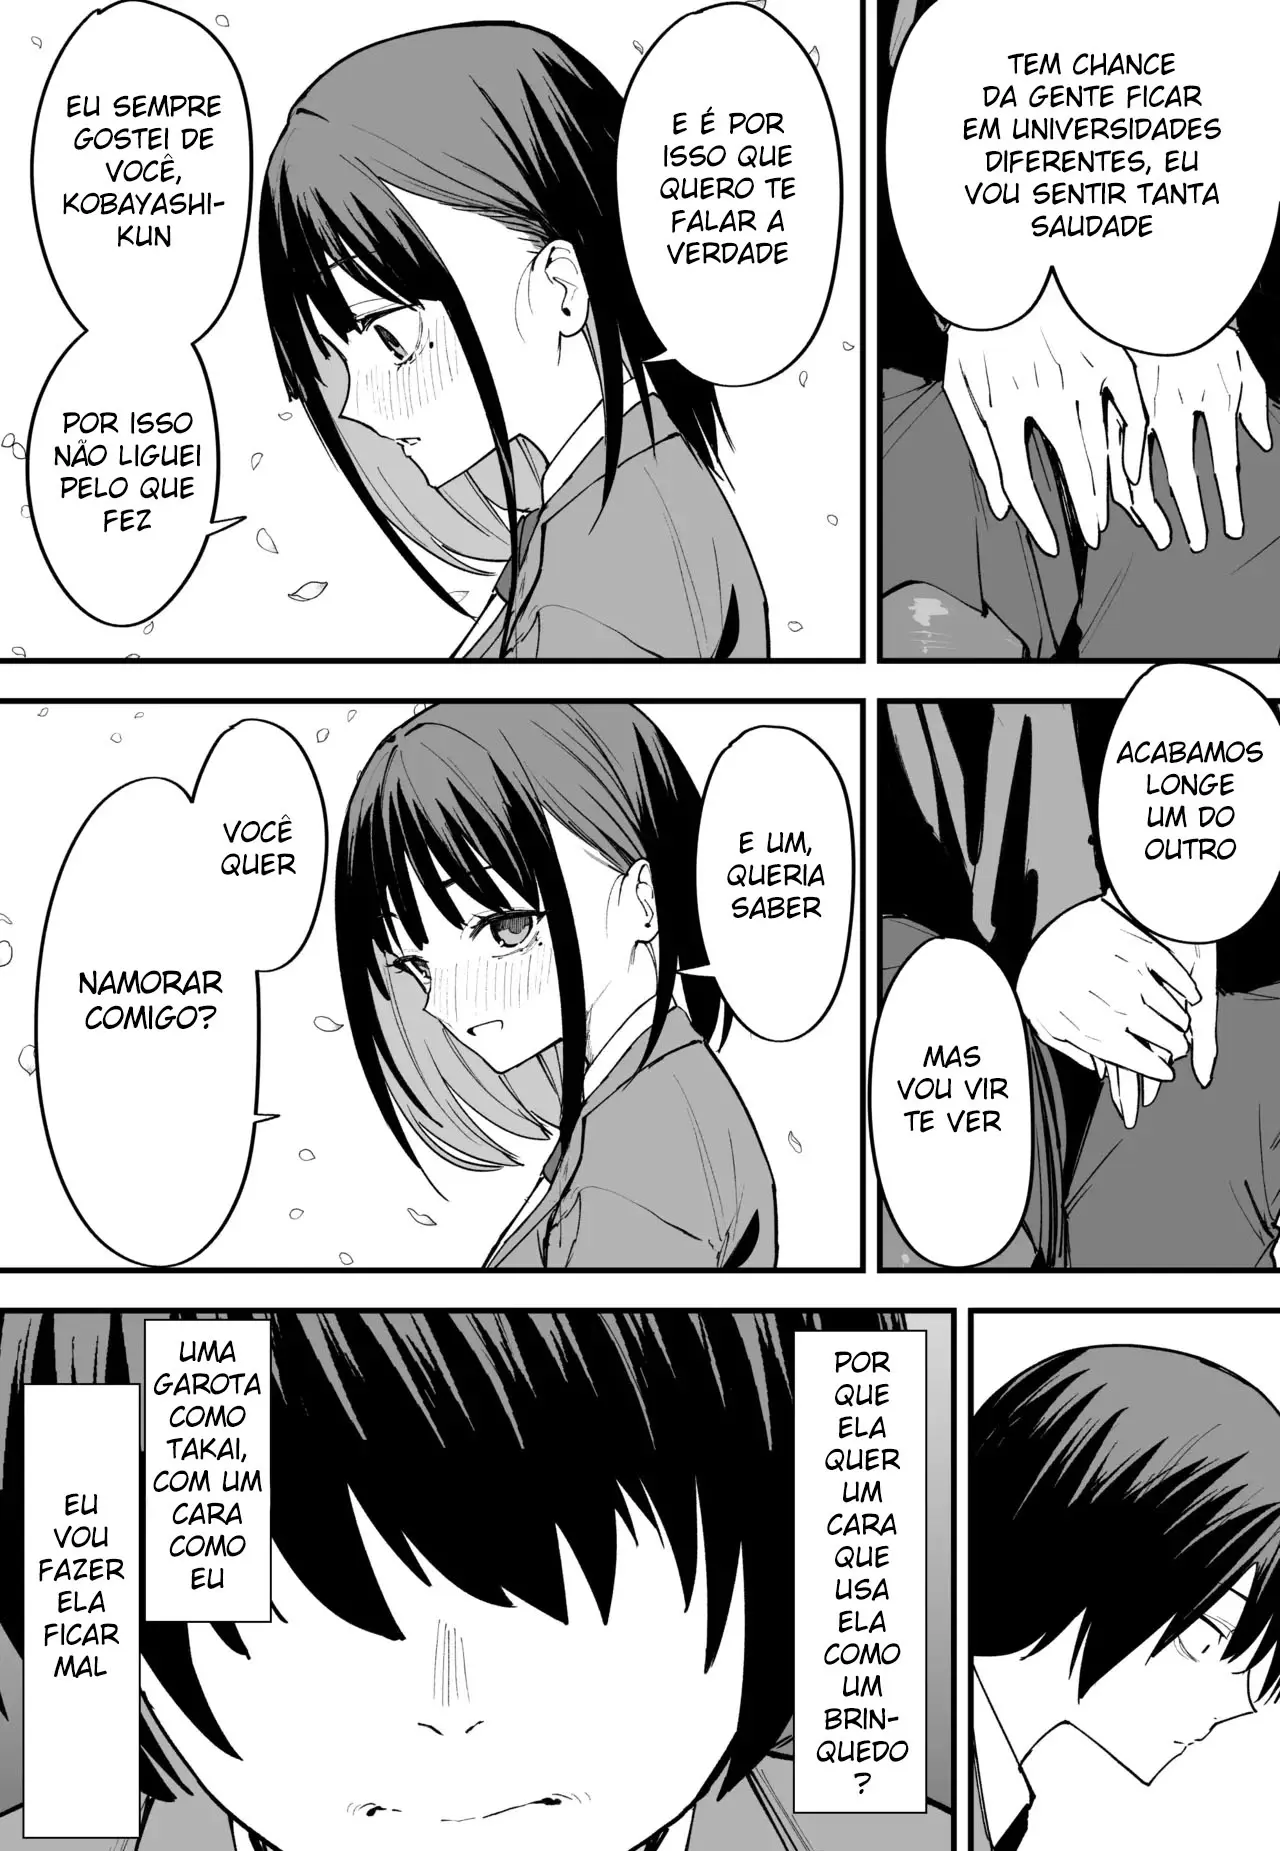 TEM CHANCE
DA GENTE FICAR
EM UNIVERSIDADES
DIFERENTES, EU
VOU SENTIR TANTA
SAUDADE
E É POR
ISSO QUE
QUERO TE
FALAR A
VERDADE
EU SEMPRE
GOSTEI DE
VOCÊ,
KOBAYASHI-
KUN
POR ISSO
NÃO LIGUEI
PELO QUE
FEZ
ACABAMOS
LONGE
UM DO
OUTRO
MAS
VOU VIR
TE VER
E UM,
QUERIA
SABER
VOCÊ
QUER
NAMORAR
COMIGO?
POR
QUE
ELA
QUER
UM
CARA
QUE
USA
ELA
COMO
UM
BRIN-
QUEDO
?
UMA
GAROTA
COMO
TAKAI,
COM UM
CARA
COMO
EU
EU
VOU
FAZER
ELA
FICAR
MAL